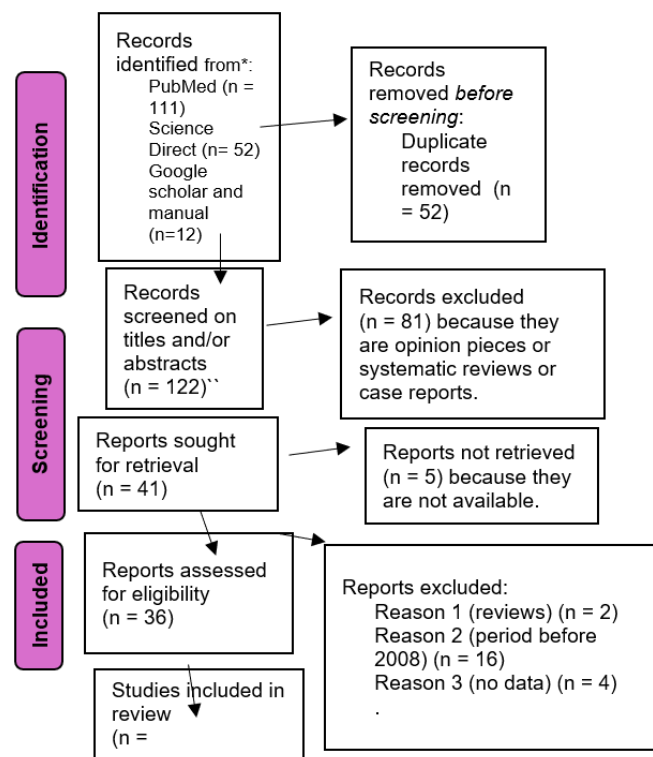 Identification
Records
identified from*:
PubMed (n =
111)
Science
Direct (n= 52)
Google
scholar and
manual
(n=12)
Records
removed before
screening:
Duplicate
records
removed (n
= 52)
Screening
Records
screened on
titles and/or
abstracts
(n = 122)``
Records excluded
(n = 81) because they
are opinion pieces or
systematic reviews or
case reports.
Reports sought
for retrieval
(n = 41)
Reports not retrieved
(n = 5) because they
are not available.
Included
Reports assessed
for eligibility
(n = 36)
Reports excluded:
Reason 1 (reviews) (n = 2)
Reason 2 (period before
2008) (n = 16)
Reason 3 (no data) (n = 4)
.
Studies included in
review
(n =